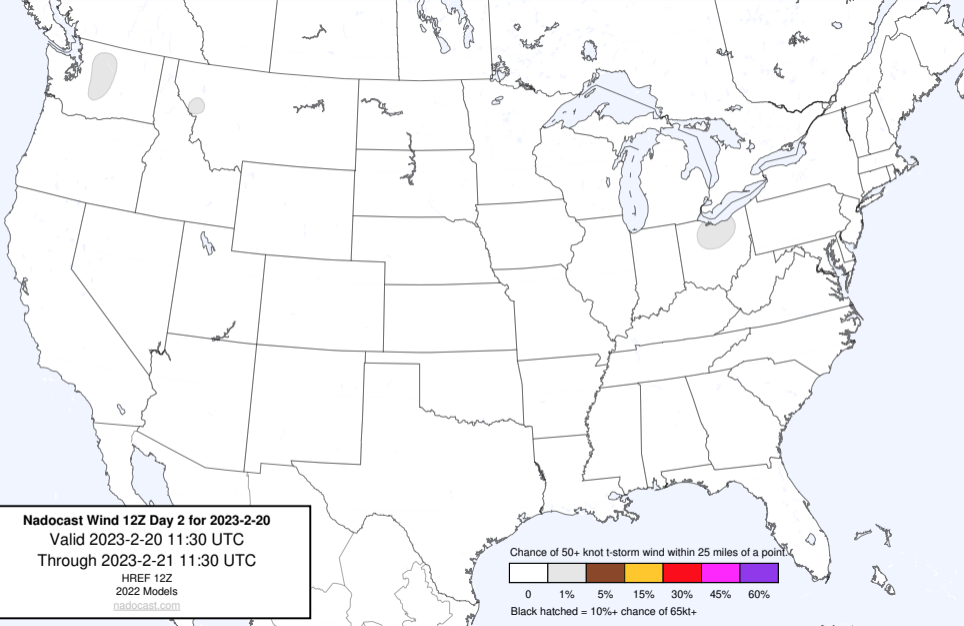 Nadocast Wind 12Z Day 2 for 2023-2-20
Valid 2023-2-20 11:30 UTC
Through 2023-2-21 11:30 UTC
HREF 12Z
2022 Models
nadocast.com
Chance of 50+ knot t-storm wind within 25 miles of a point.
0 1% 5% 15% 30% 45% 60%
Black hatched = 10%+ chance of 65kt+